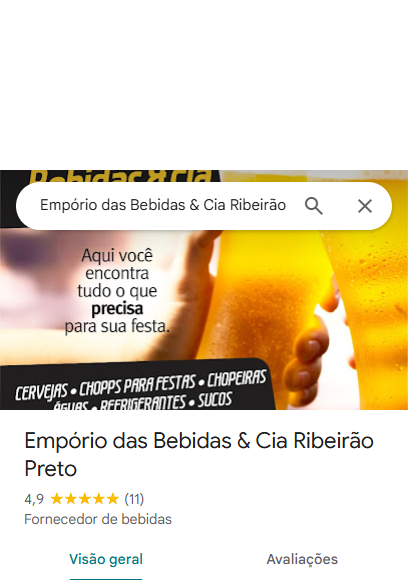 Bebidas & Cia
Empório das Bebidas & Cia Ribeirão
Aqui você
encontra
tudo o que
precisa
para sua festa.
CERVEJAS • CHOPPS PARA FESTAS • CHOPEIRAS
ÁGUAS • REFRIGERANTES • SUCOS
Empório das Bebidas & Cia Ribeirão
Preto
4,9 ★★★★★ (11)
Fornecedor de bebidas
Visão geral
Avaliações